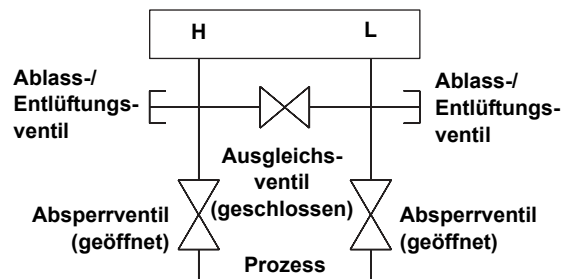 H
L
Ablass-/
Entlüftungs-
ventil
Ablass-/
Entlüftungs-
ventil
Ausgleichs-
ventil
(geschlossen)
Absperrventil
(geöffnet)
Absperrventil
(geöffnet)
Prozess